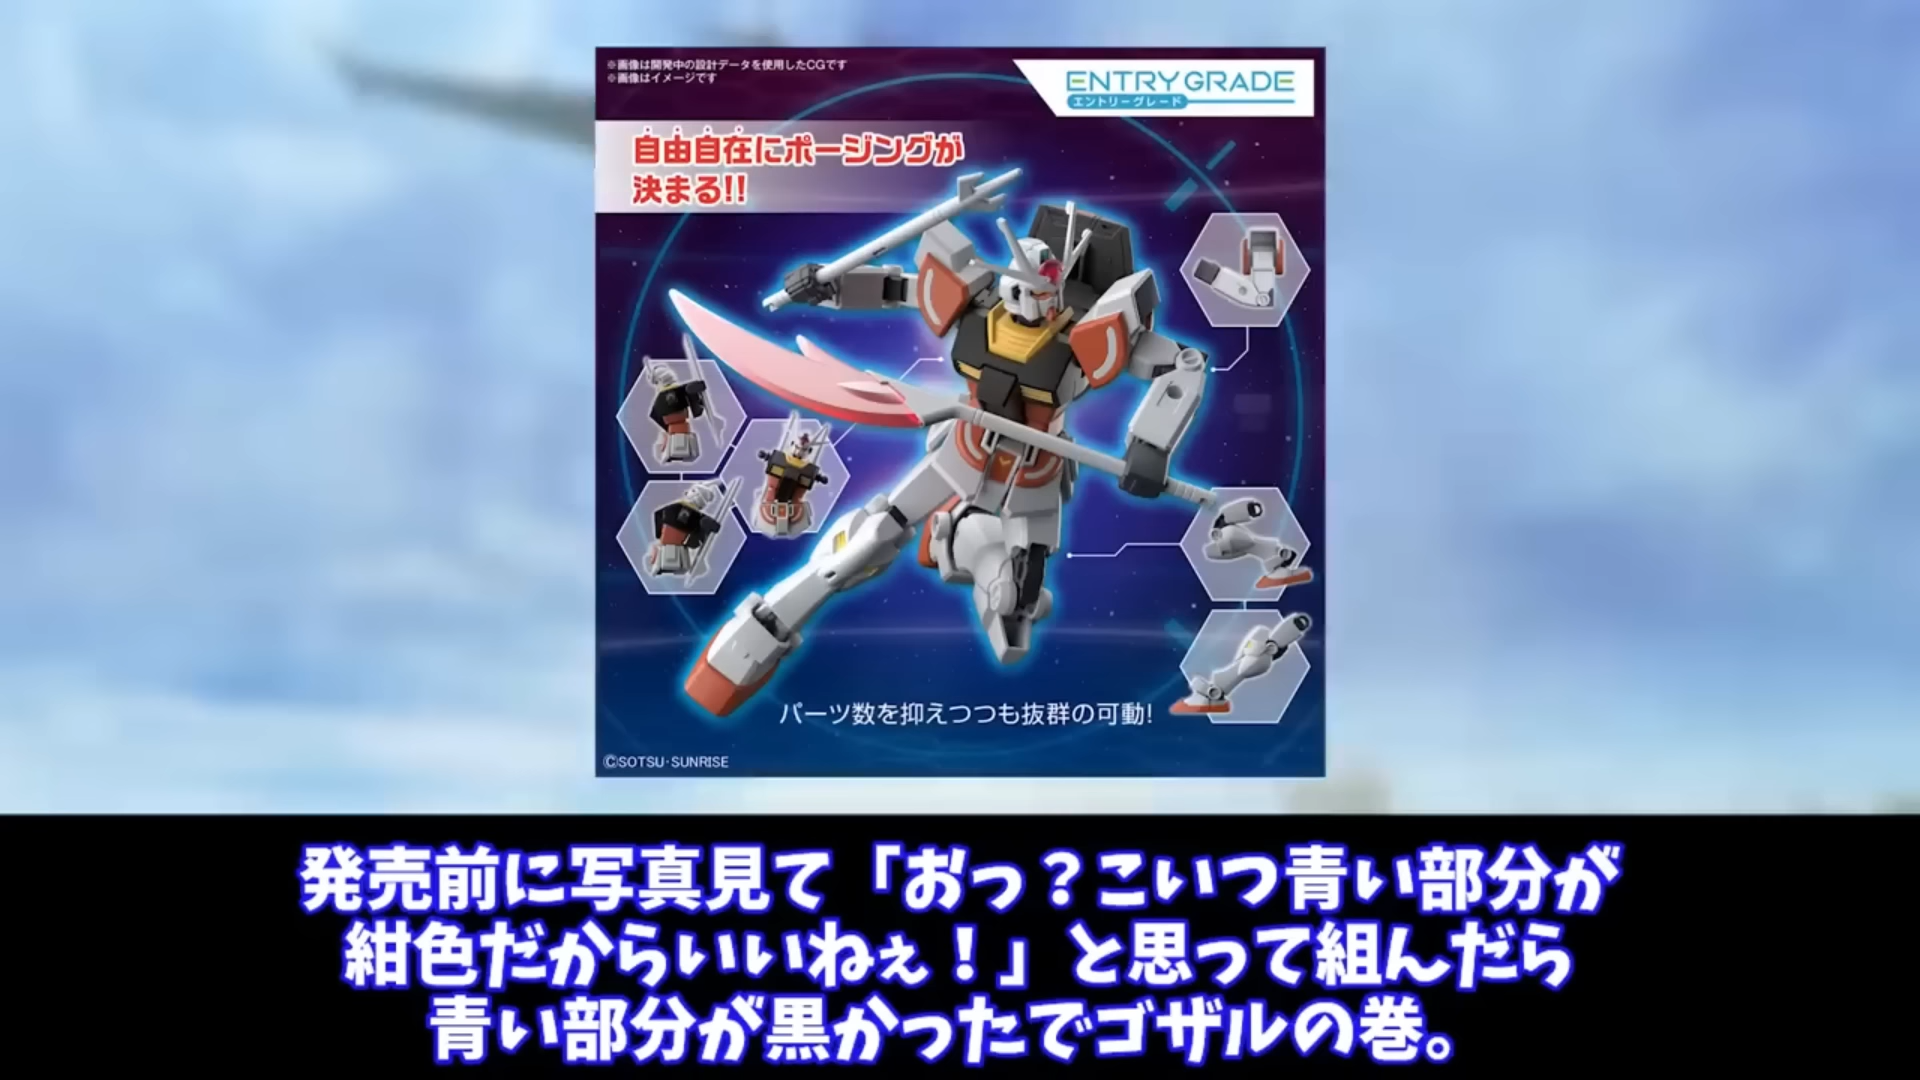 ※画像は開発中の設計データを使用したCGです
※画像はイメージです
ENTRY GRADE
エントリーグレード
自由自在にポージングが
決まる!!
パーツ数を抑えつつも抜群の可動!
©SOTSU・SUNRISE
発売前に写真見て「おっ？こいつ青い部分が
紺色だからいいねぇ！」と思って組んだら
青い部分が黒かったでゴザルの巻。